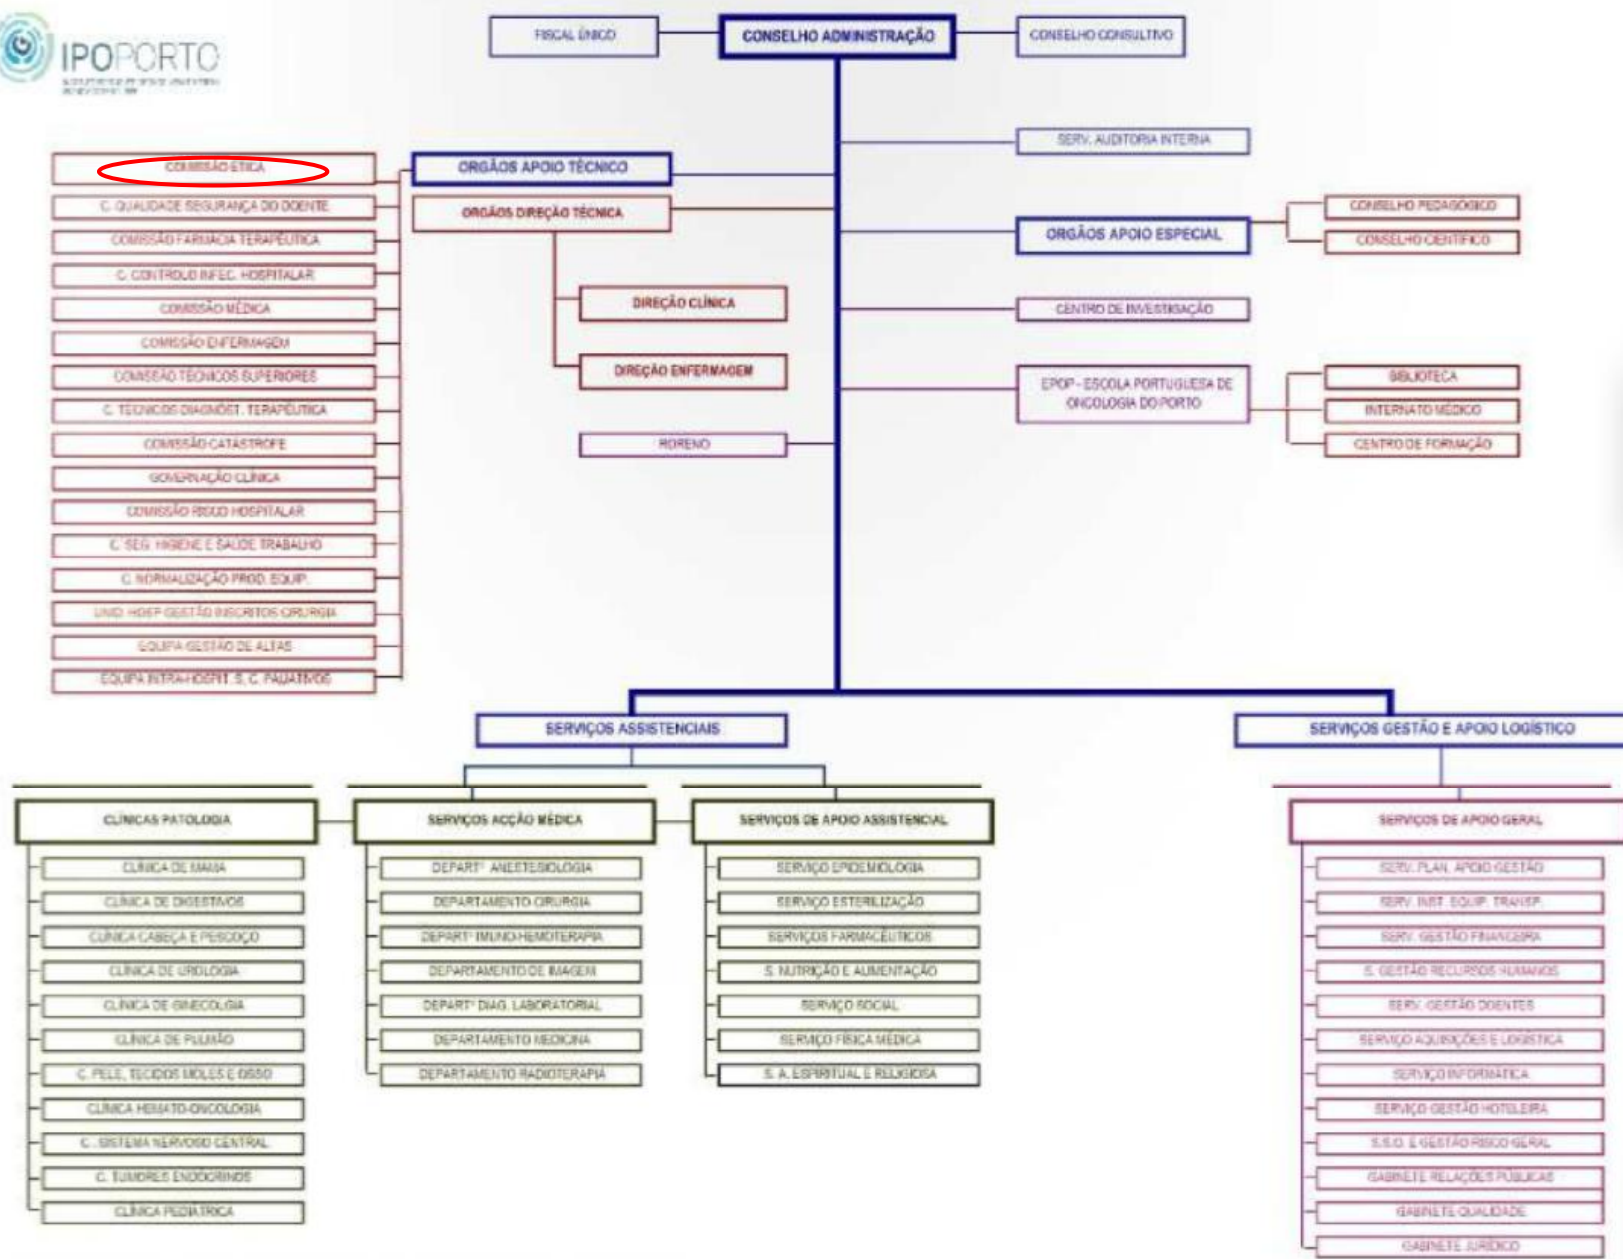 IPOPORTO
FISCAL ÚNICO
CONSELHO ADMINISTRAÇÃO
CONSELHO CONSULTIVO
SERV. AUDITORIA INTERNA
COMISSÃO ÉTICA
C. QUALIDADE SEGURANÇA DO DOENTE
COMISSÃO FARMÁCIA TERAPÊUTICA
C. CONTROLO INFEC. HOSPITALAR
COMISSÃO MÉDICA
COMISSÃO ENFERMAGEM
COMISSÃO TÉCNICOS SUPERIORES
C. TÉCNICOS DIAGNÓST. TERAPÊUTICA
COMISSÃO CATÁSTROFE
GOVERNAÇÃO CLÍNICA
COMISSÃO RISCO HOSPITALAR
C. SEG. HIGIENE E SAÚDE TRABALHO
C. NORMALIZAÇÃO PROD. EQUIP.
UNID. HOSP GESTÃO INSCRITOS CIRURGIA
EQUIPA GESTÃO DE ALTAS
EQUIPA INTRA-HOSPIT. S. C. PALIATIVOS
ORGÃOS APOIO TÉCNICO
ORGÃOS DIREÇÃO TÉCNICA
DIREÇÃO CLÍNICA
DIREÇÃO ENFERMAGEM
RORENO
ORGÃOS APOIO ESPECIAL
CONSELHO PEDAGÓGICO
CONSELHO CIENTÍFICO
CENTRO DE INVESTIGAÇÃO
EPOP - ESCOLA PORTUGUESA DE
ONCOLOGIA DO PORTO
BIBLIOTECA
INTERNATO MÉDICO
CENTRO DE FORMAÇÃO
SERVIÇOS ASSISTENCIAIS
SERVIÇOS GESTÃO E APOIO LOGÍSTICO
CLÍNICAS PATOLOGIA
CLÍNICA DE MAMA
CLÍNICA DE DIGESTIVOS
CLÍNICA CABEÇA E PESCOÇO
CLÍNICA DE UROLOGIA
CLÍNICA DE GINECOLGIA
CLÍNICA DE PULMÃO
C. PELE, TECIDOS MOLES E OSSO
CLÍNICA HEMATO-ONCOLOGIA
C. SISTEMA NERVOSO CENTRAL
C. TUMORES ENDÓCRINOS
CLÍNICA PEDIÁTRICA
SERVIÇOS ACÇÃO MÉDICA
DEPARTº ANESTESIOLOGIA
DEPARTAMENTO CIRURGIA
DEPARTº IMUNO-HEMOTERAPIA
DEPARTAMENTO DE IMAGEM
DEPARTº DIAG. LABORATORIAL
DEPARTAMENTO MEDICINA
DEPARTAMENTO RADIOTERAPIA
SERVIÇOS DE APOIO ASSISTENCIAL
SERVIÇO EPIDEMIOLOGIA
SERVIÇO ESTERILIZAÇÃO
SERVIÇOS FARMACÊUTICOS
S. NUTRIÇÃO E ALIMENTAÇÃO
SERVIÇO SOCIAL
SERVIÇO FÍSICA MÉDICA
S. A. ESPIRITUAL E RELIGIOSA
SERVIÇOS DE APOIO GERAL
SERV. PLAN. APOIO GESTÃO
SERV. INST. EQUIP. TRANSP.
SERV. GESTÃO FINANCEIRA
S. GESTÃO RECURSOS HUMANOS
SERV. GESTÃO DOENTES
SERVIÇO AQUISIÇÕES E LOGÍSTICA
SERVIÇO INFORMÁTICA
SERVIÇO GESTÃO HOTELEIRA
S.S.O. E GESTÃO RISCO GERAL
GABINETE RELAÇÕES PÚBLICAS
GABINETE QUALIDADE
GABINETE JURÍDICO